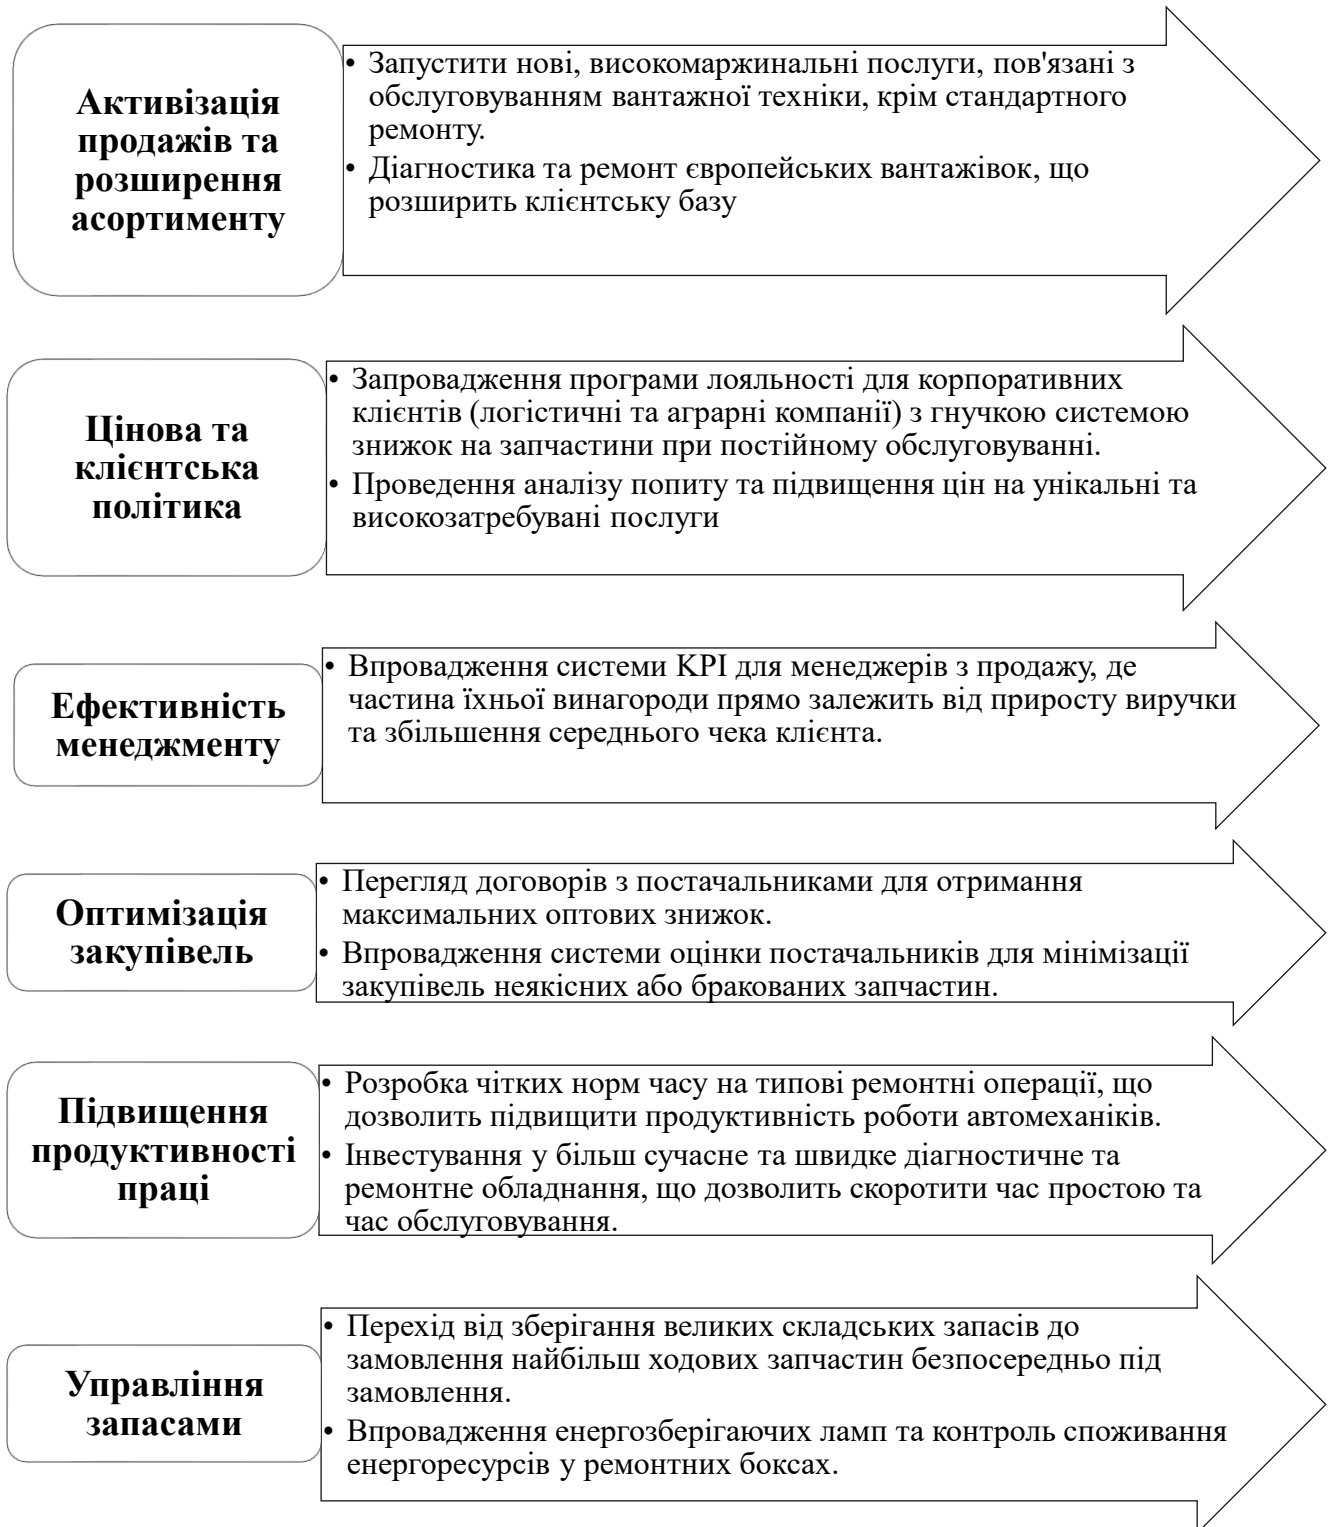 Активізація
продажів та
розширення
асортименту
• Запустити нові, високомаржинальні послуги, пов'язані з
обслуговуванням вантажної техніки, крім стандартного
ремонту.
• Діагностика та ремонт європейських вантажівок, що
розширить клієнтську базу
Цінова та
клієнтська
політика
• Запровадження програми лояльності для корпоративних
клієнтів (логістичні та аграрні компанії) з гнучкою системою
знижок на запчастини при постійному обслуговуванні.
• Проведення аналізу попиту та підвищення цін на унікальні та
високозатребувані послуги
Ефективність
менеджменту
• Впровадження системи KPI для менеджерів з продажу, де
частина їхньої винагороди прямо залежить від приросту виручки
та збільшення середнього чека клієнта.
Оптимізація
закупівель
• Перегляд договорів з постачальниками для отримання
максимальних оптових знижок.
• Впровадження системи оцінки постачальників для мінімізації
закупівель неякісних або бракованих запчастин.
Підвищення
продуктивності
праці
• Розробка чітких норм часу на типові ремонтні операції, що
дозволить підвищити продуктивність роботи автомеханіків.
• Інвестування у більш сучасне та швидке діагностичне та
ремонтне обладнання, що дозволить скоротити час простою та
час обслуговування.
Управління
запасами
• Перехід від зберігання великих складських запасів до
замовлення найбільш ходових запчастин безпосередньо під
замовлення.
• Впровадження енергозберігаючих ламп та контроль споживання
енергоресурсів у ремонтних боксах.